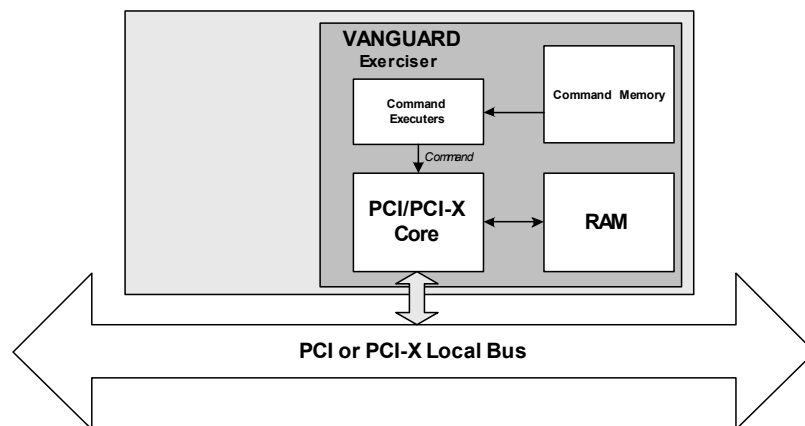 VANGUARD
Exerciser
Command
Executers
Command Memory
Command
PCI/PCI-X
Core
RAM
PCI or PCI-X Local Bus